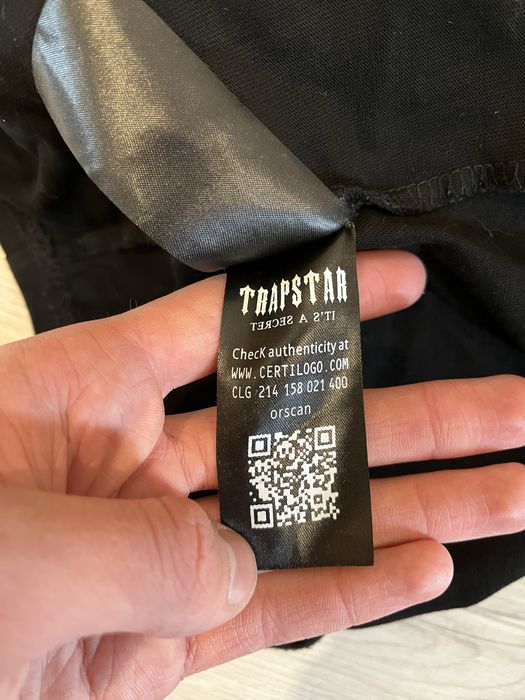 TRAPSTAR
IT'S A SECRET
ChecK authenticity at
WWW.CERTILOGO.COM
CLG 214 158 021 400
orscan